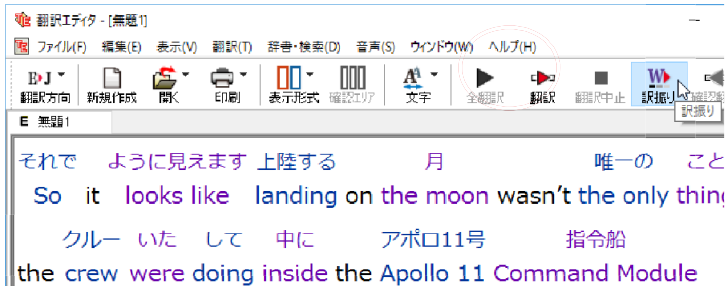 翻訳エディタ - [無題1]
ファイル(F) 編集(E) 表示(V) 翻訳(T) 辞書・検索(D) 音声(S) ウィンドウ(W) ヘルプ(H)
E▶J
翻訳方向 新規作成 開く 印刷 表示形式 確認エリア 文字 全翻訳 翻訳 翻訳中止 訳振り
訳振り
E 無題1
それで ように見えます 上陸する 月 唯一の こと
So it looks like landing on the moon wasn't the only thing
クルー いた して 中に アポロ11号 指令船
the crew were doing inside the Apollo 11 Command Module